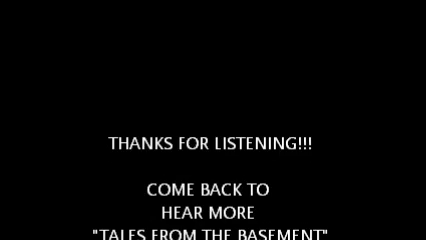 THANKS FOR LISTENING!!!
COME BACK TO
HEAR MORE
"TALES FROM THE BASEMENT"